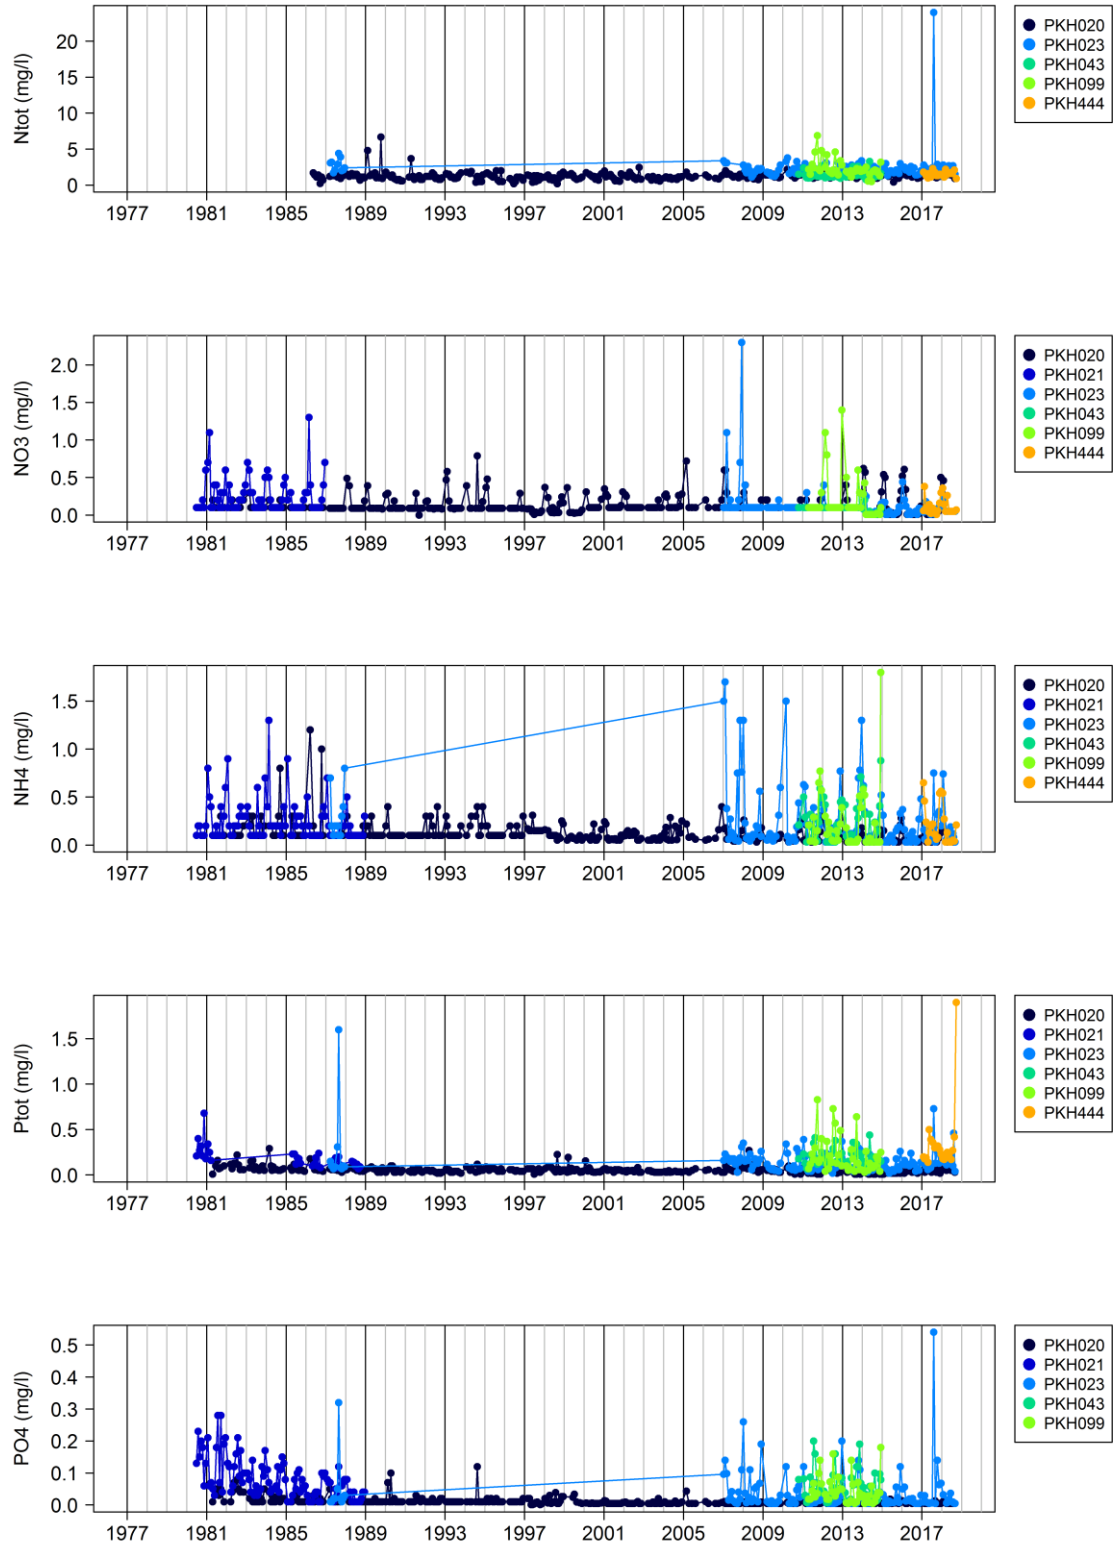 Ntot (mg/l)
20
15
10
5
0
1977 1981 1985 1989 1993 1997 2001 2005 2009 2013 2017
PKH020
PKH023
PKH043
PKH099
PKH444
NO3 (mg/l)
2.0
1.5
1.0
0.5
0.0
1977 1981 1985 1989 1993 1997 2001 2005 2009 2013 2017
PKH020
PKH021
PKH023
PKH043
PKH099
PKH444
NH4 (mg/l)
1.5
1.0
0.5
0.0
1977 1981 1985 1989 1993 1997 2001 2005 2009 2013 2017
PKH020
PKH021
PKH023
PKH043
PKH099
PKH444
Ptot (mg/l)
1.5
1.0
0.5
0.0
1977 1981 1985 1989 1993 1997 2001 2005 2009 2013 2017
PKH020
PKH021
PKH023
PKH043
PKH099
PKH444
PO4 (mg/l)
0.5
0.4
0.3
0.2
0.1
0.0
1977 1981 1985 1989 1993 1997 2001 2005 2009 2013 2017
PKH020
PKH021
PKH023
PKH043
PKH099